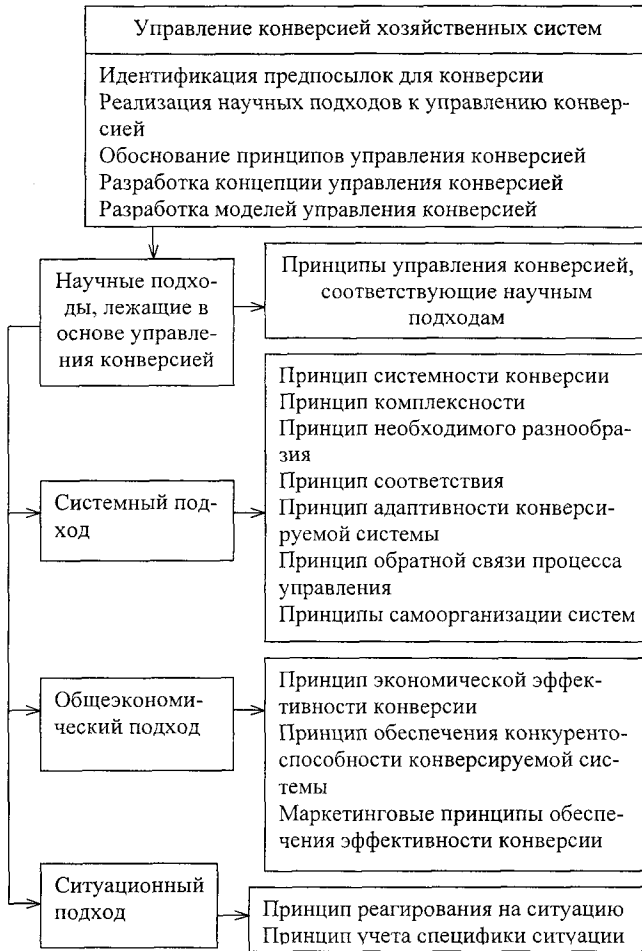 Управление конверсией хозяйственных систем
Идентификация предпосылок для конверсии
Реализация научных подходов к управлению конвер-
сией
Обоснование принципов управления конверсией
Разработка концепции управления конверсией
Разработка моделей управления конверсией
Научные подхо-
ды, лежащие в
основе управле-
ния конверсией
Принципы управления конверсией,
соответствующие научным
подходам
Системный под-
ход
Принцип системности конверсии
Принцип комплексности
Принцип необходимого разнообра-
зия
Принцип соответствия
Принцип адаптивности конверси-
руемой системы
Принцип обратной связи процесса
управления
Принципы самоорганизации систем
Общеэкономи-
ческий подход
Принцип экономической эффек-
тивности конверсии
Принцип обеспечения конкуренто-
способности конверсируемой сис-
темы
Маркетинговые принципы обеспе-
чения эффективности конверсии
Ситуационный
подход
Принцип реагирования на ситуацию
Принцип учета специфики ситуации